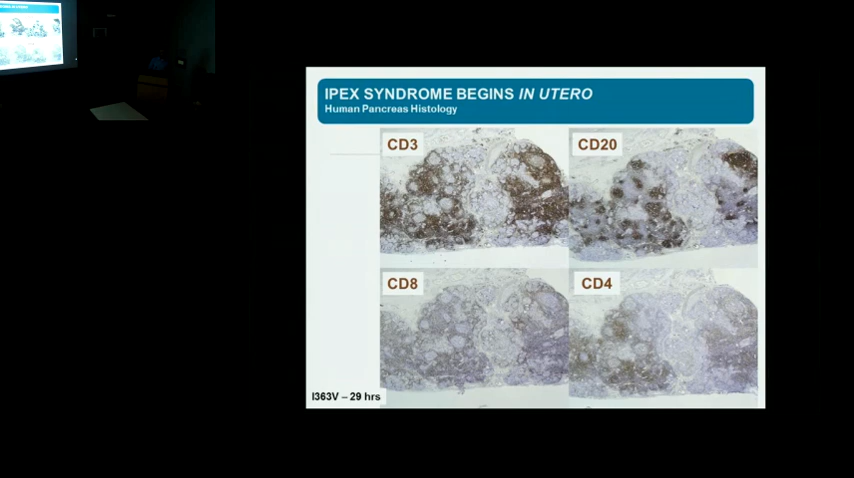 IPEX SYNDROME BEGINS IN UTERO
Human Pancreas Histology
CD3
CD20
CD8
CD4
I363V – 29 hrs